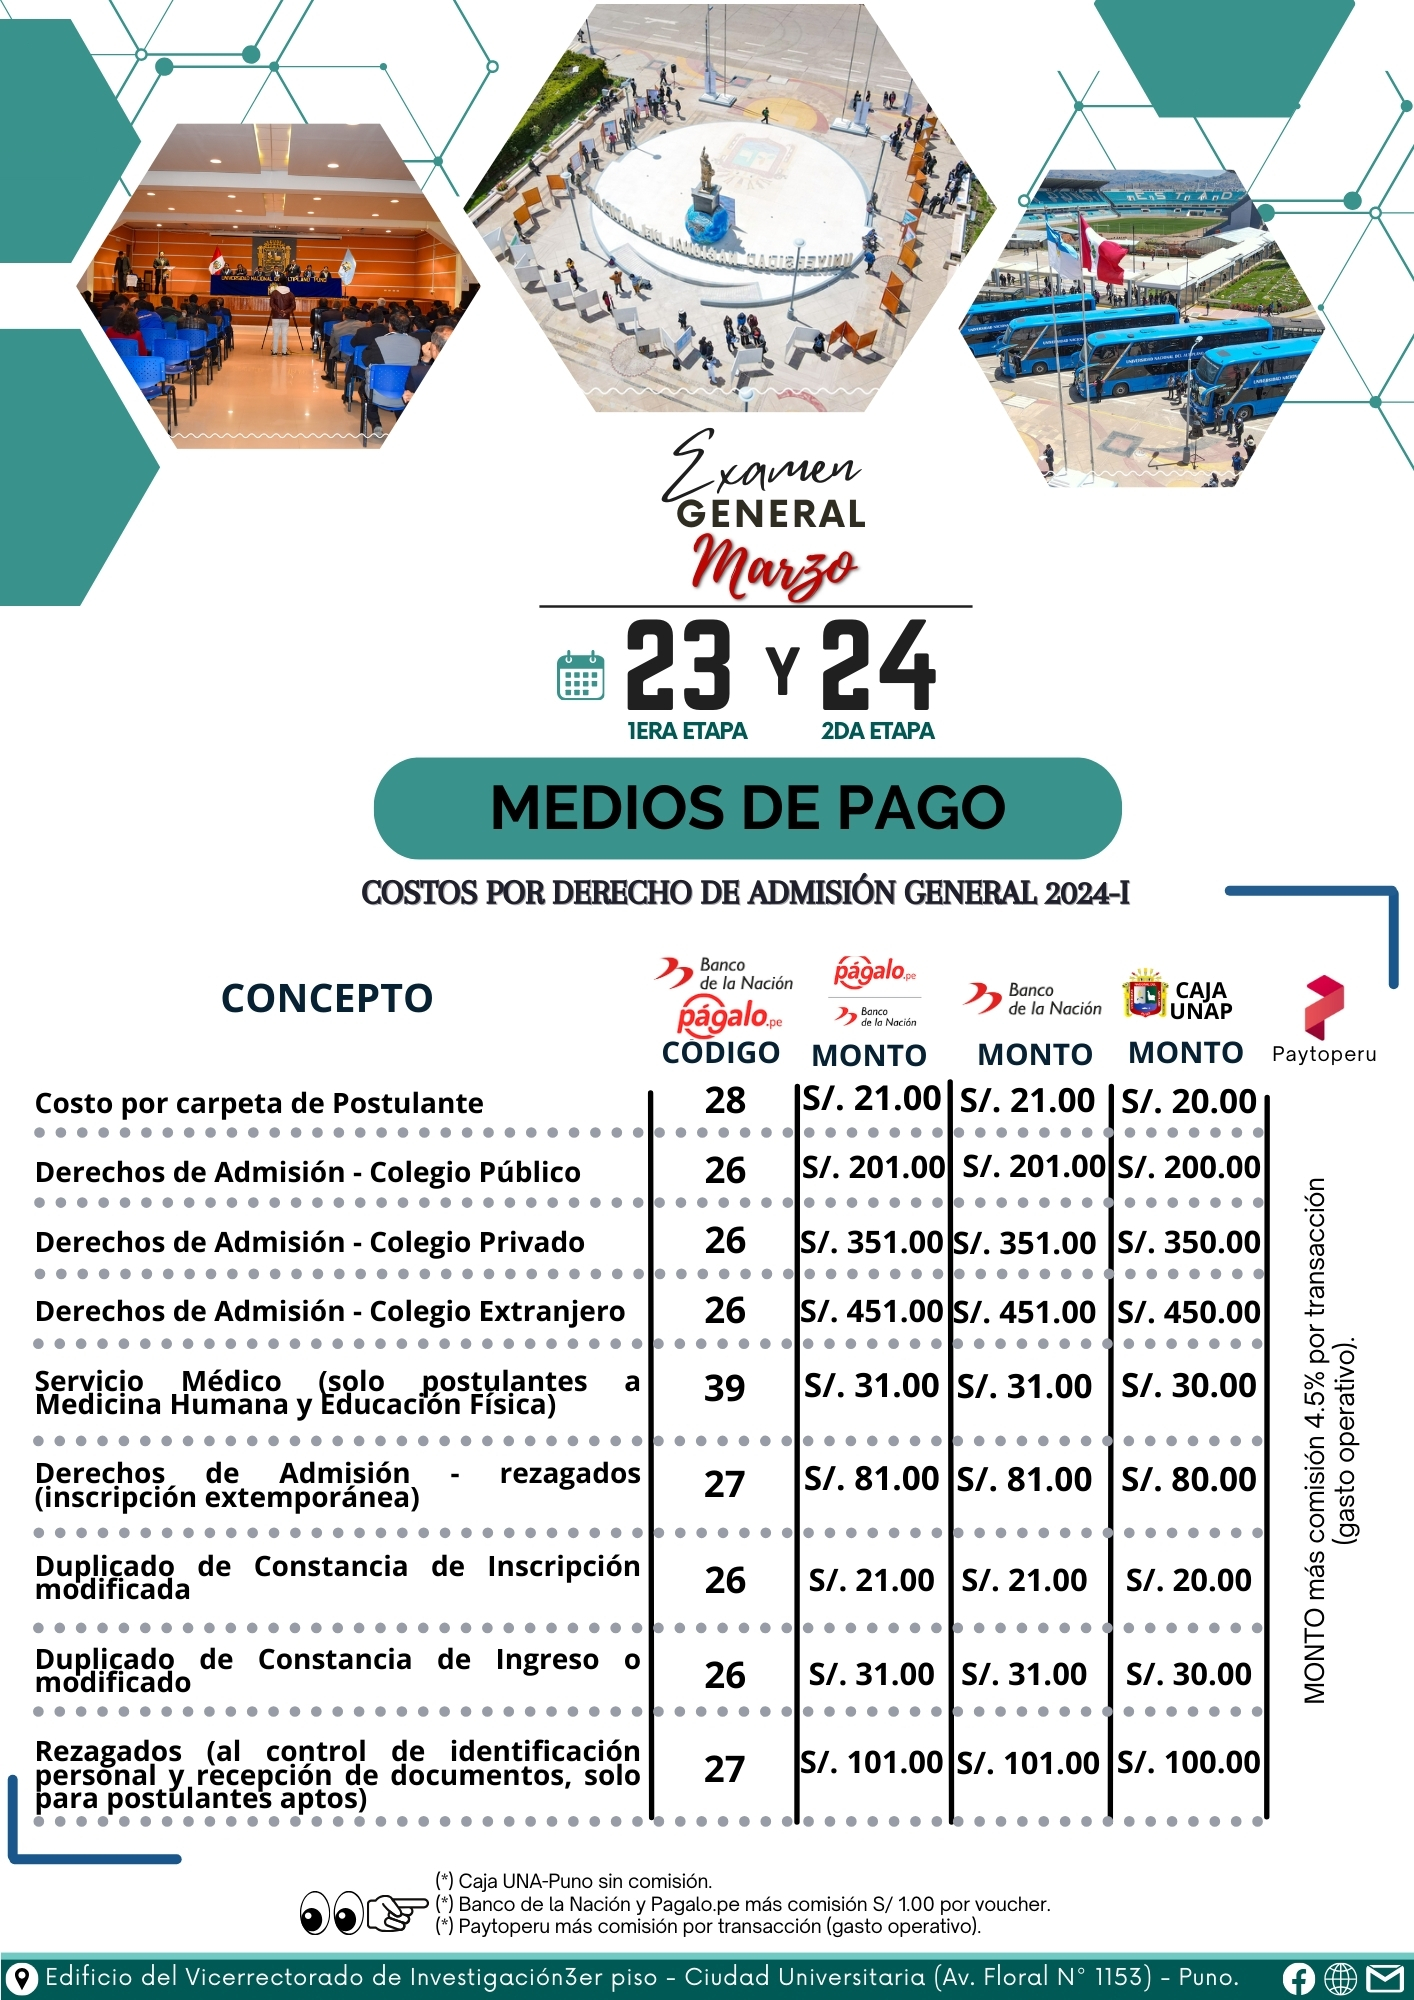 UNIVERSIDAD NACIONAL DEL ALTIPLANO PUNO
UNIVERSIDAD NACIONAL DEL ALTIPLANO
Examen
GENERAL
Marzo
23 Y 24
1ERA ETAPA 2DA ETAPA
MEDIOS DE PAGO
COSTOS POR DERECHO DE ADMISIÓN GENERAL 2024-I
CONCEPTO
Banco de la Nación págalo.pe CÓDIGO
págalo.pe Banco de la Nación MONTO
Banco de la Nación MONTO
CAJA UNAP MONTO
Paytoperu
Costo por carpeta de Postulante 28 S/. 21.00 S/. 21.00 S/. 20.00
Derechos de Admisión - Colegio Público 26 S/. 201.00 S/. 201.00 S/. 200.00
Derechos de Admisión - Colegio Privado 26 S/. 351.00 S/. 351.00 S/. 350.00
Derechos de Admisión - Colegio Extranjero 26 S/. 451.00 S/. 451.00 S/. 450.00
Servicio Médico (solo postulantes a
Medicina Humana y Educación Física) 39 S/. 31.00 S/. 31.00 S/. 30.00
Derechos de Admisión - rezagados
(inscripción extemporánea) 27 S/. 81.00 S/. 81.00 S/. 80.00
Duplicado de Constancia de Inscripción
modificada 26 S/. 21.00 S/. 21.00 S/. 20.00
Duplicado de Constancia de Ingreso o
modificado 26 S/. 31.00 S/. 31.00 S/. 30.00
Rezagados (al control de identificación
personal y recepción de documentos, solo
para postulantes aptos) 27 S/. 101.00 S/. 101.00 S/. 100.00
MONTO más comisión 4.5% por transacción
(gasto operativo).
(*) Caja UNA-Puno sin comisión.
(*) Banco de la Nación y Pagalo.pe más comisión S/ 1.00 por voucher.
(*) Paytoperu más comisión por transacción (gasto operativo).
Edificio del Vicerrectorado de Investigación3er piso - Ciudad Universitaria (Av. Floral N° 1153) - Puno.